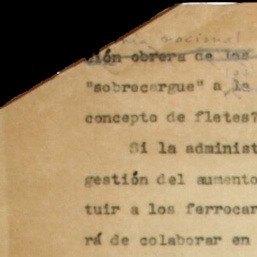 nacional
ción obrera de los
"sobrecargue" a la
concepto de fletes?
Si la administ
gestión del aumento
tuir a los ferrocar
rá de colaborar en